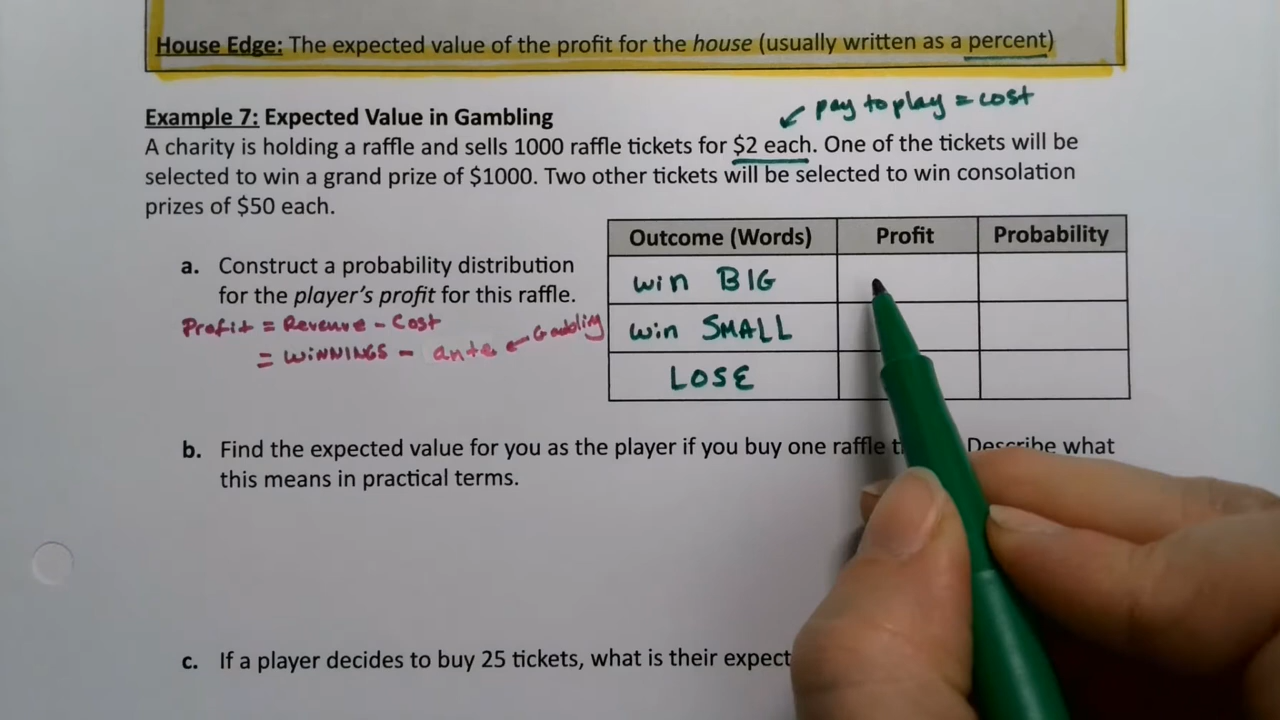 House Edge: The expected value of the profit for the house (usually written as a percent)
pay to play = cost
Example 7: Expected Value in Gambling
A charity is holding a raffle and sells 1000 raffle tickets for $2 each. One of the tickets will be
selected to win a grand prize of $1000. Two other tickets will be selected to win consolation
prizes of $50 each.
Outcome (Words) Profit Probability
a. Construct a probability distribution
for the player's profit for this raffle.
win BIG
Profit = Revenue - Cost
= WINNINGS - ante Gambling
win SMALL
LOSE
b. Find the expected value for you as the player if you buy one raffle Describe what
this means in practical terms.
c. If a player decides to buy 25 tickets, what is their